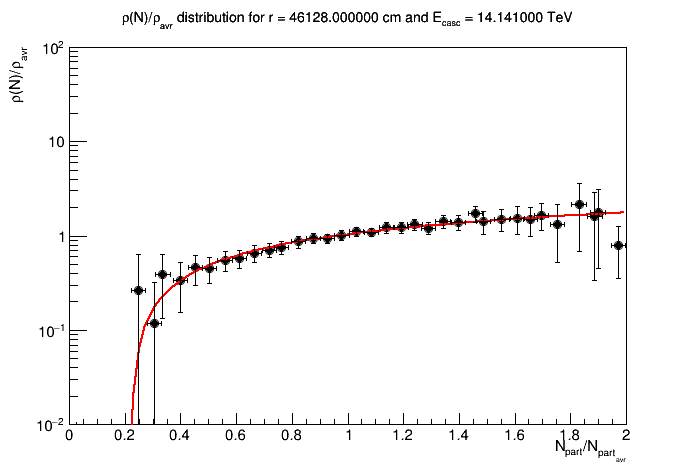 ρ(N)/ρavr distribution for r = 46128.000000 cm and Ecasc = 14.141000 TeV
ρ(N)/ρavr
10²
10
1
10⁻¹
10⁻²
0 0.2 0.4 0.6 0.8 1 1.2 1.4 1.6 1.8 2
Npart/Npartavr